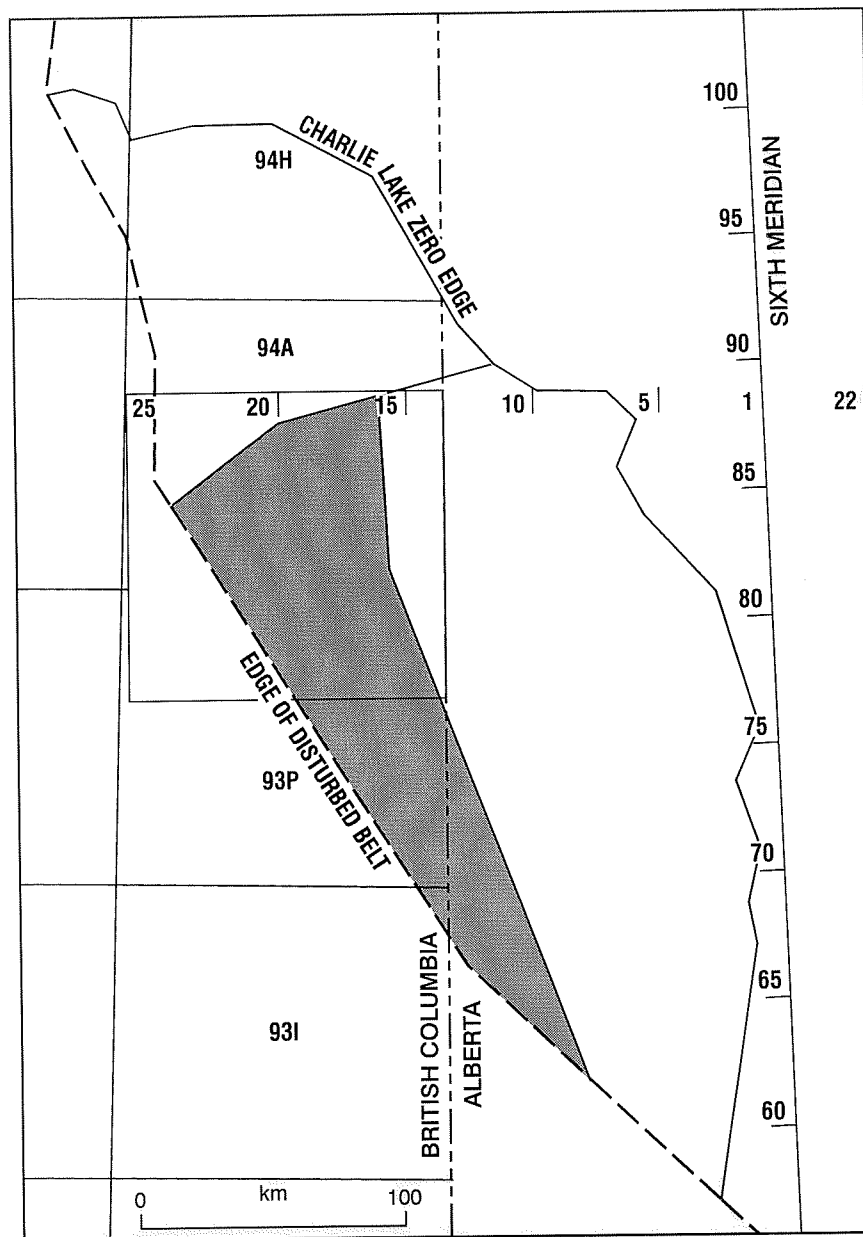 100
CHARLIE LAKE ZERO EDGE
94H
95
SIXTH MERIDIAN
94A
90
25
20
15
10
5
1
22
85
80
EDGE OF DISTURBED BELT
75
93P
70
BRITISH COLUMBIA
ALBERTA
65
93I
60
0
km
100